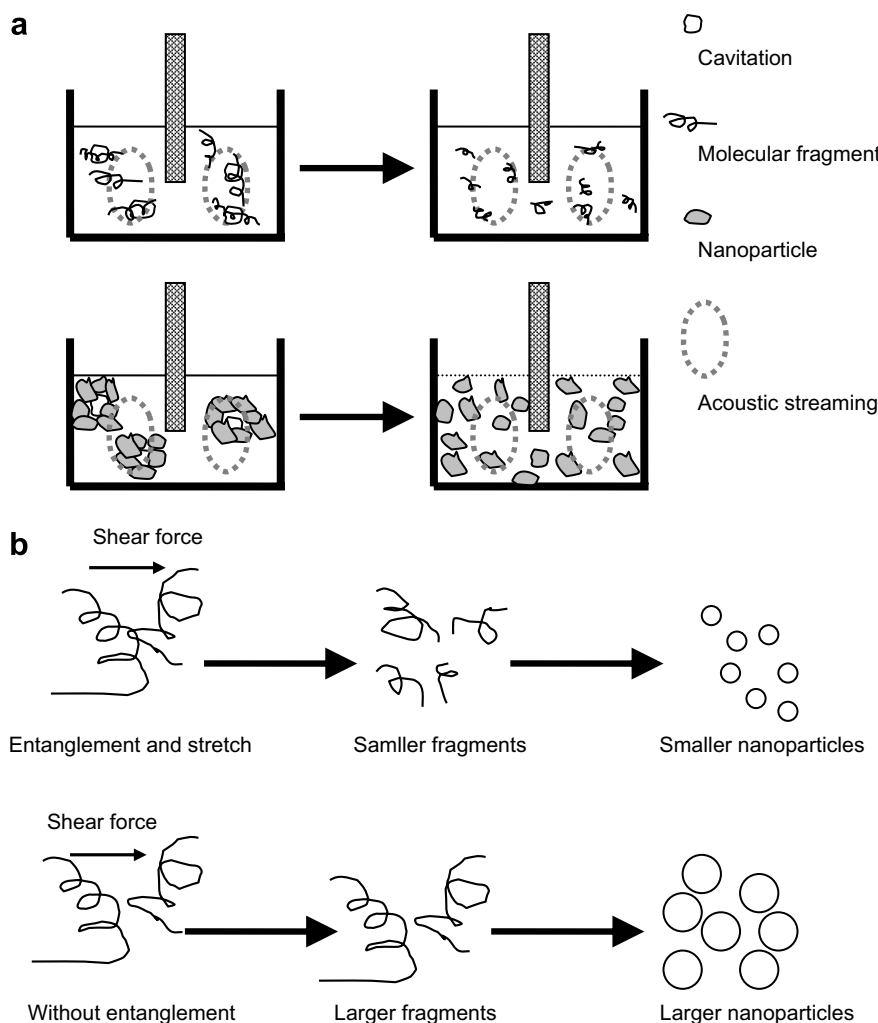 a
Cavitation
Molecular fragment
Nanoparticle
Acoustic streaming
b
Shear force
Entanglement and stretch
Samller fragments
Smaller nanoparticles
Shear force
Without entanglement
Larger fragments
Larger nanoparticles